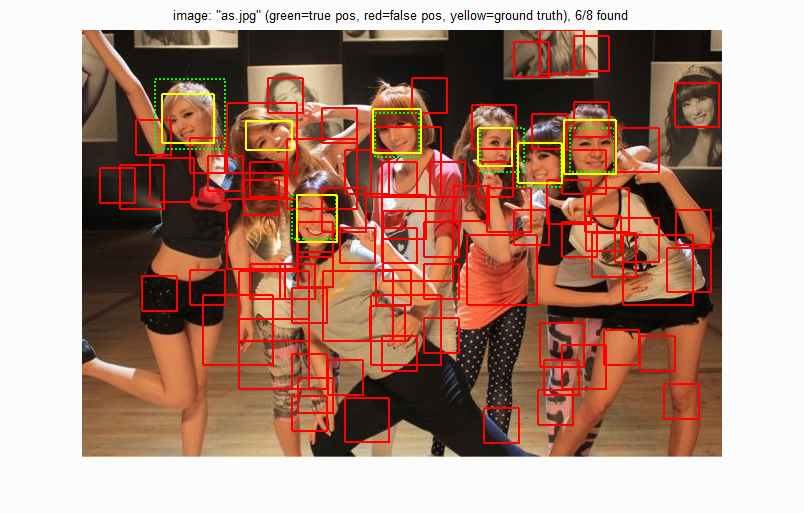 image: "as.jpg" (green=true pos, red=false pos, yellow=ground truth), 6/8 found